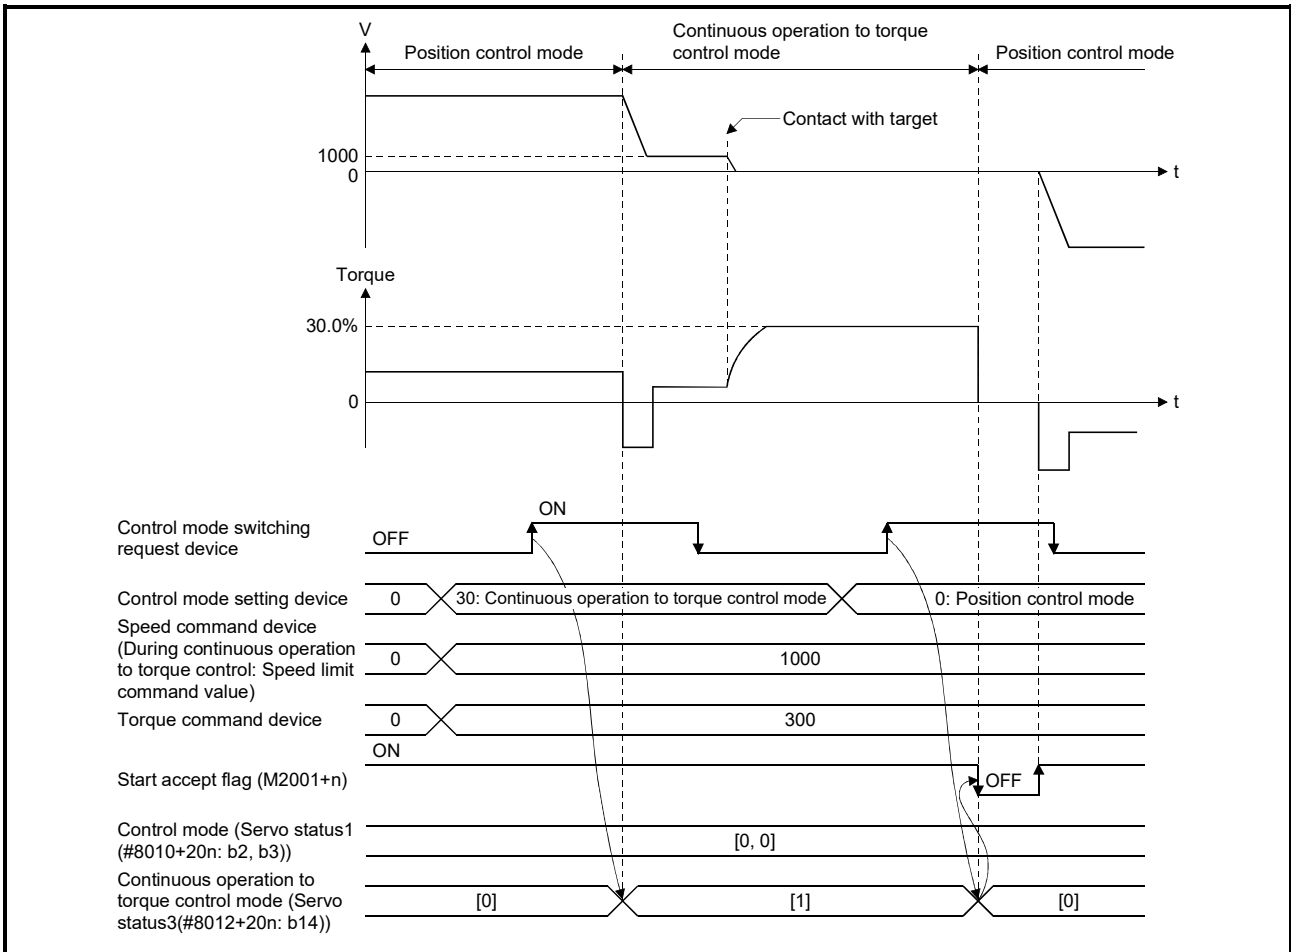 V
Position control mode
Continuous operation to torque
control mode
Position control mode
Contact with target
1000
0
t
Torque
30.0%
0
t
Control mode switching
request device
OFF
ON
Control mode setting device
0
30: Continuous operation to torque control mode
0: Position control mode
Speed command device
(During continuous operation
to torque control: Speed limit
command value)
0
1000
Torque command device
0
300
ON
Start accept flag (M2001+n)
OFF
Control mode (Servo status1
(#8010+20n: b2, b3))
[0, 0]
Continuous operation to
torque control mode (Servo
status3(#8012+20n: b14))
[0]
[1]
[0]